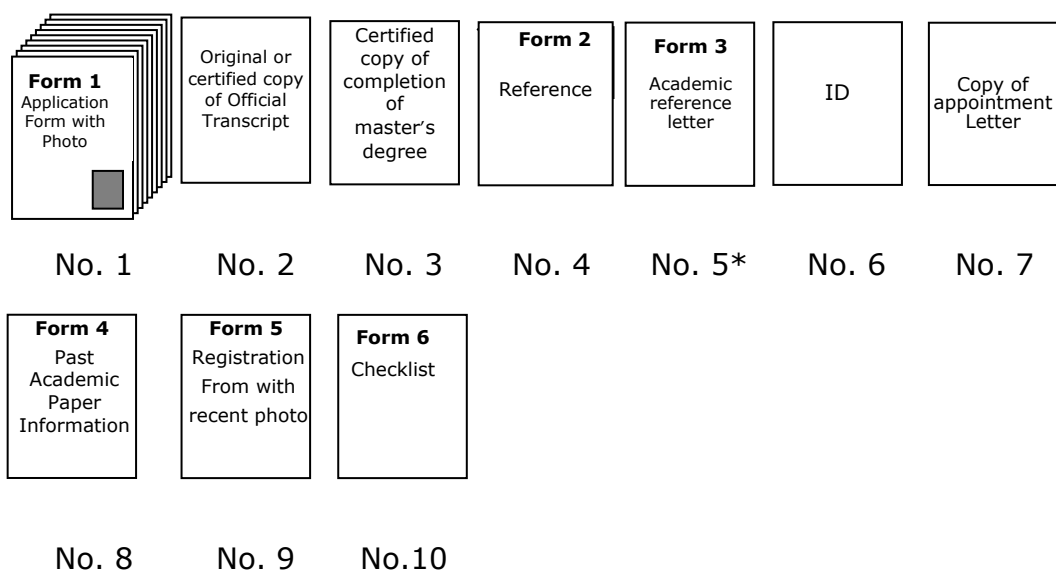 Form 1
Application
Form with
Photo
Original or
certified copy
of Official
Transcript
Certified
copy of
completion
of
master's
degree
Form 2
Reference
Form 3
Academic
reference
letter
ID
Copy of
appointment
Letter
No. 1
No. 2
No. 3
No. 4
No. 5*
No. 6
No. 7
Form 4
Past
Academic
Paper
Information
Form 5
Registration
From with
recent photo
Form 6
Checklist
No. 8
No. 9
No.10